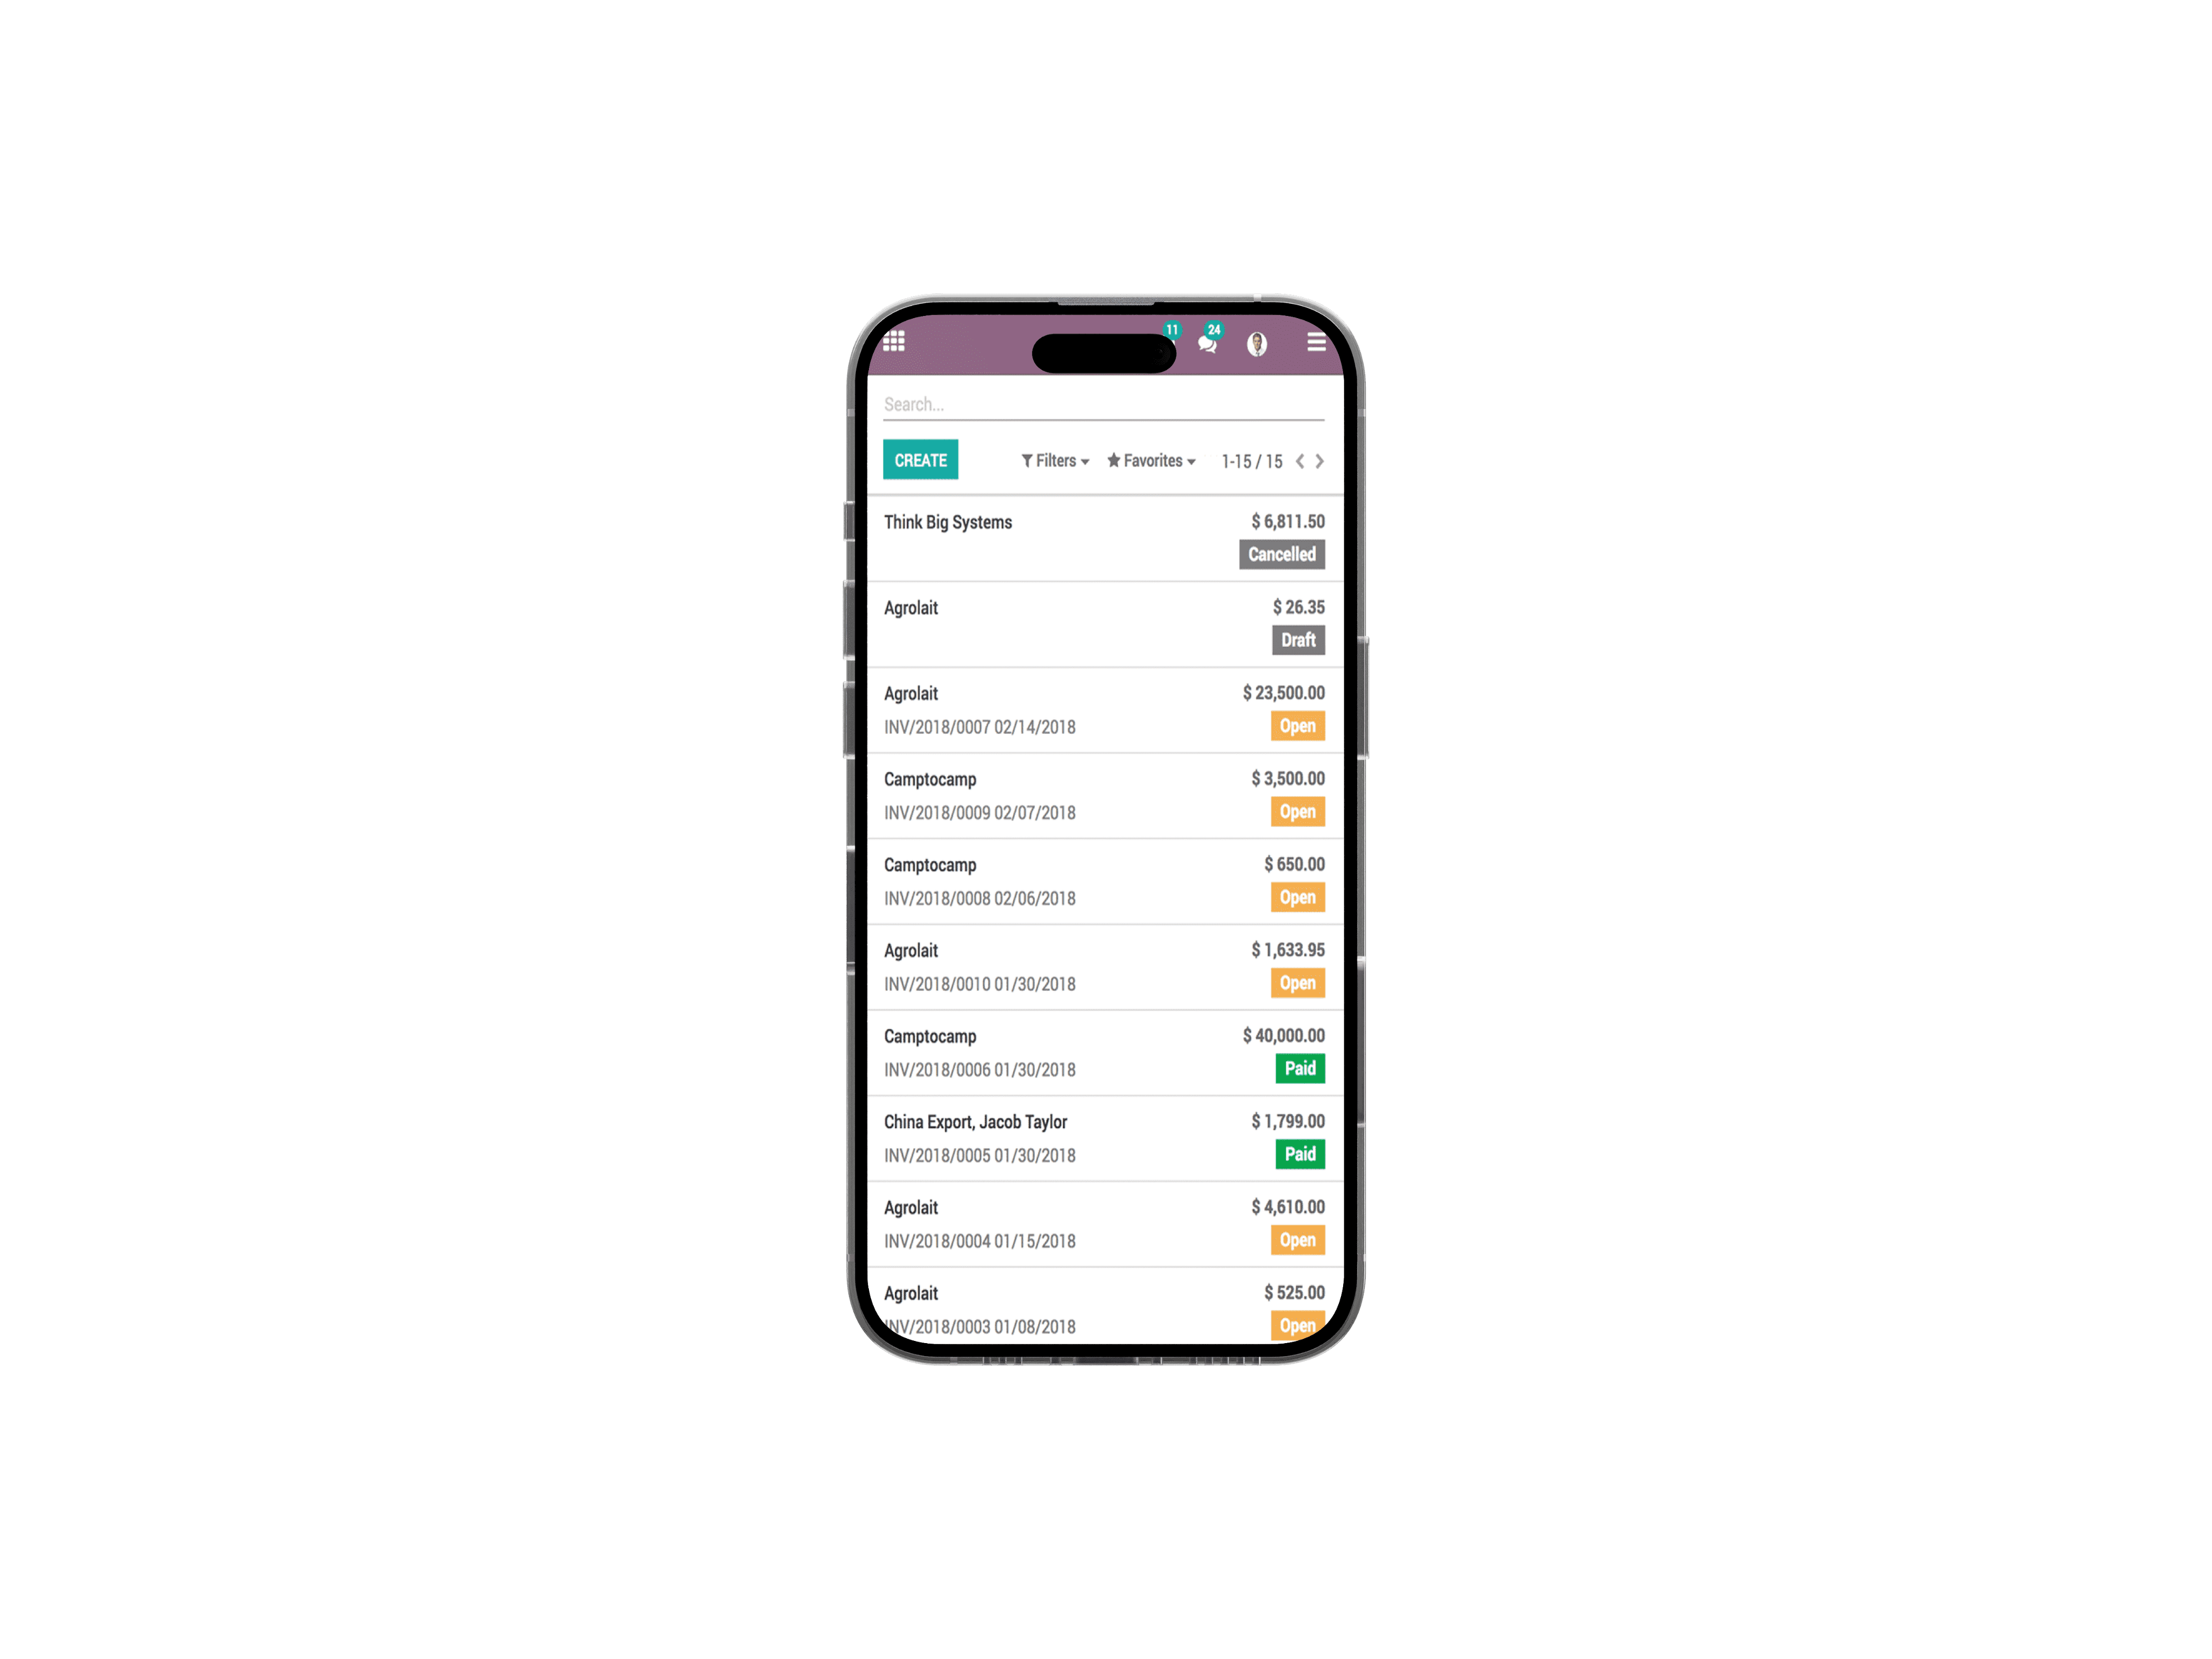 11 24
Search...
CREATE Filters Favorites 1-15 / 15
Think Big Systems $ 6,811.50
Cancelled
Agrolait $ 26.35
Draft
Agrolait $ 23,500.00
INV/2018/0007 02/14/2018 Open
Camptocamp $ 3,500.00
INV/2018/0009 02/07/2018 Open
Camptocamp $ 650.00
INV/2018/0008 02/06/2018 Open
Agrolait $ 1,633.95
INV/2018/0010 01/30/2018 Open
Camptocamp $ 40,000.00
INV/2018/0006 01/30/2018 Paid
China Export, Jacob Taylor $ 1,799.00
INV/2018/0005 01/30/2018 Paid
Agrolait $ 4,610.00
INV/2018/0004 01/15/2018 Open
Agrolait $ 525.00
INV/2018/0003 01/08/2018 Open